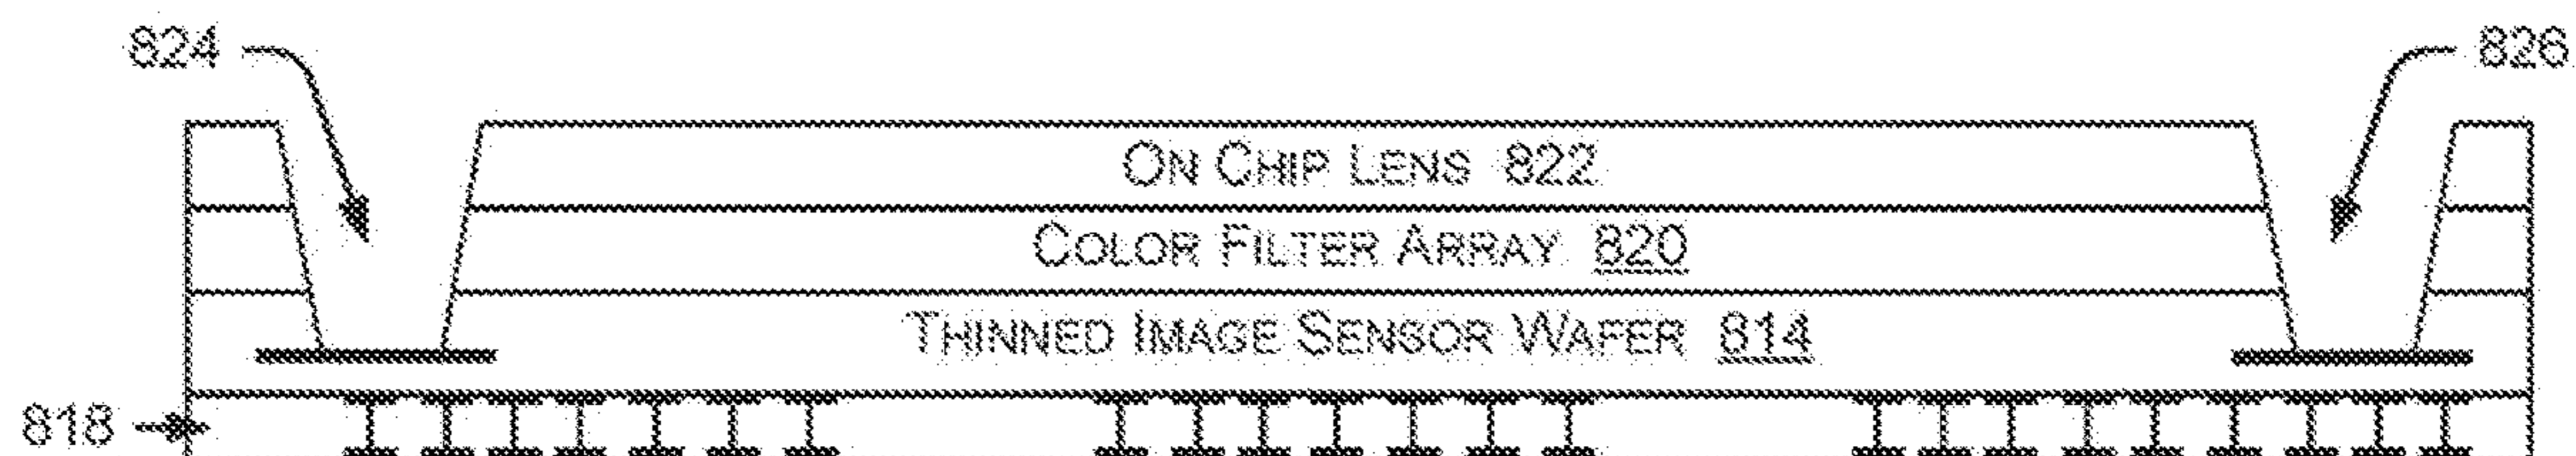 824
826
ON CHIP LENS 822
COLOR FILTER ARRAY 820
THINNED IMAGE SENSOR WAFER 814
818